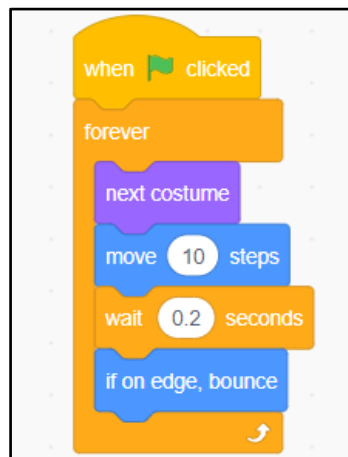 when clicked
forever
next costume
move 10 steps
wait 0.2 seconds
if on edge, bounce